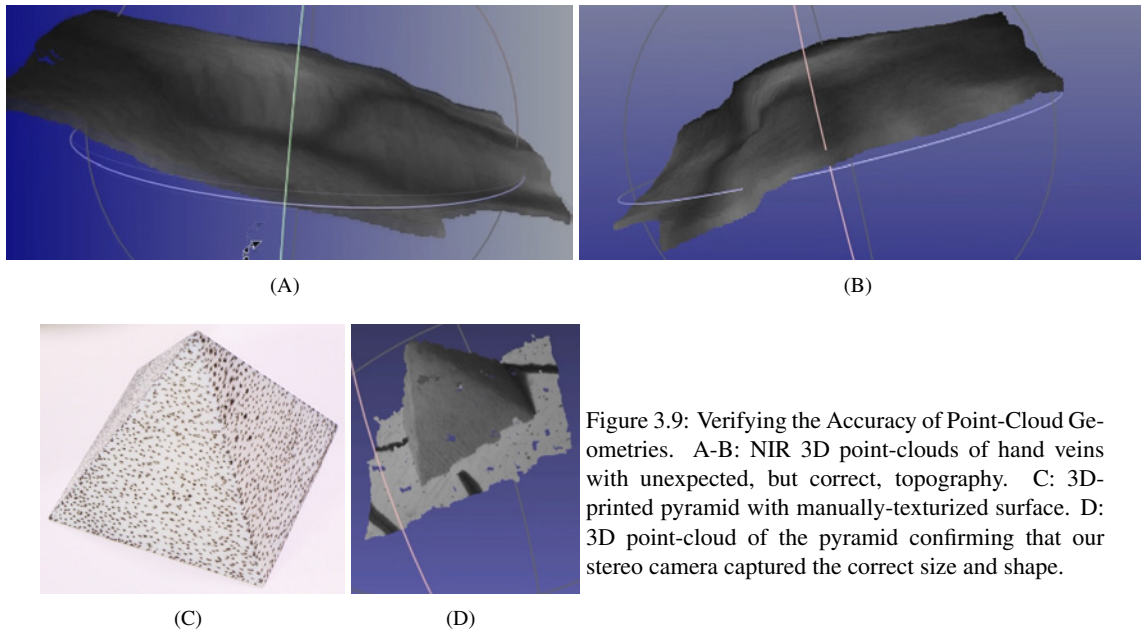 (A)
(B)
Figure 3.9: Verifying the Accuracy of Point-Cloud Ge-
ometries. A-B: NIR 3D point-clouds of hand veins
with unexpected, but correct, topography. C: 3D-
printed pyramid with manually-texturized surface. D:
3D point-cloud of the pyramid confirming that our
stereo camera captured the correct size and shape.
(C)
(D)